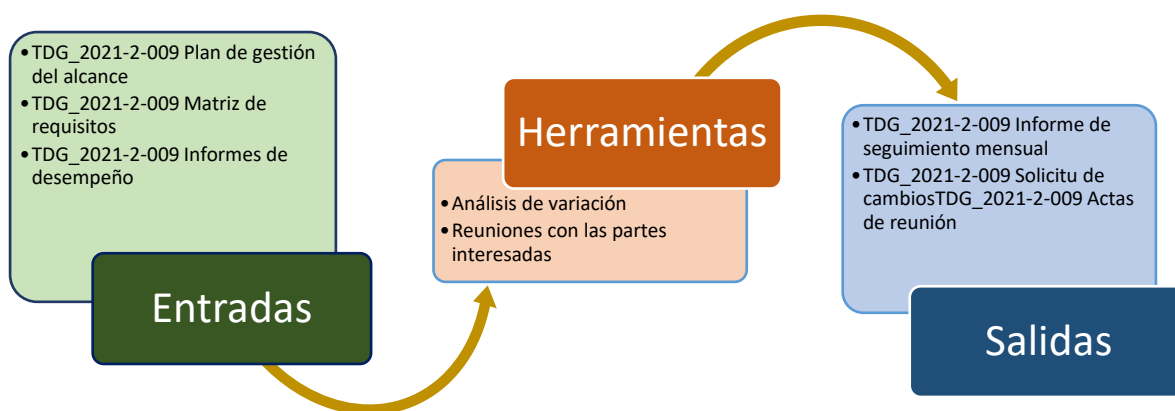 •TDG_2021-2-009 Plan de gestión
del alcance
•TDG_2021-2-009 Matriz de
requisitos
•TDG_2021-2-009 Informes de
desempeño
Entradas
Herramientas
•Análisis de variación
•Reuniones con las partes
interesadas
•TDG_2021-2-009 Informe de
seguimiento mensual
•TDG_2021-2-009 Solicitu de
cambiosTDG_2021-2-009 Actas
de reunión
Salidas